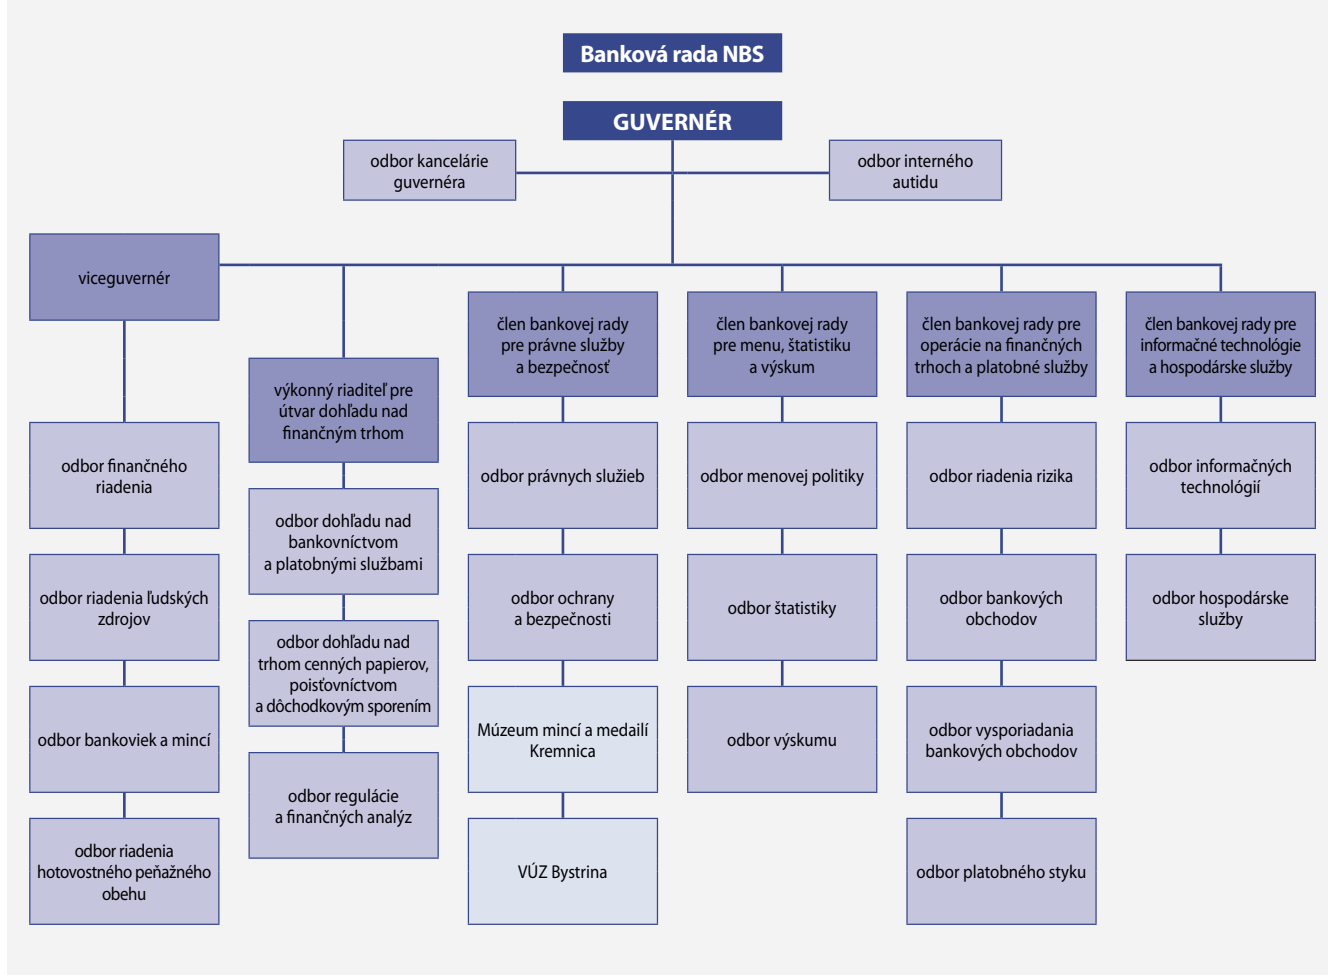 Banková rada NBS
GUVERNÉR
odbor kancelárie
guvernéra
odbor interného
autidu
viceguvernér
odbor finančného
riadenia
odbor riadenia ľudských
zdrojov
odbor bankoviek a mincí
odbor riadenia
hotovostného peňažného
obehu
výkonný riaditeľ pre
útvar dohľadu nad
finančným trhom
odbor dohľadu nad
bankovníctvom
a platobnými službami
odbor dohľadu nad
trhom cenných papierov,
poisťovníctvom
a dôchodkovým sporením
odbor regulácie
a finančných analýz
člen bankovej rady
pre právne služby
a bezpečnosť
odbor právnych služieb
odbor ochrany
a bezpečnosti
Múzeum mincí a medailí
Kremnica
VÚZ Bystrina
člen bankovej rady
pre menu, štatistiku
a výskum
odbor menovej politiky
odbor štatistiky
odbor výskumu
člen bankovej rady pre
operácie na finančných
trhoch a platobné služby
odbor riadenia rizika
odbor bankových
obchodov
odbor vysporiadania
bankových obchodov
odbor platobného styku
člen bankovej rady pre
informačné technológie
a hospodárske služby
odbor informačných
technológií
odbor hospodárske
služby